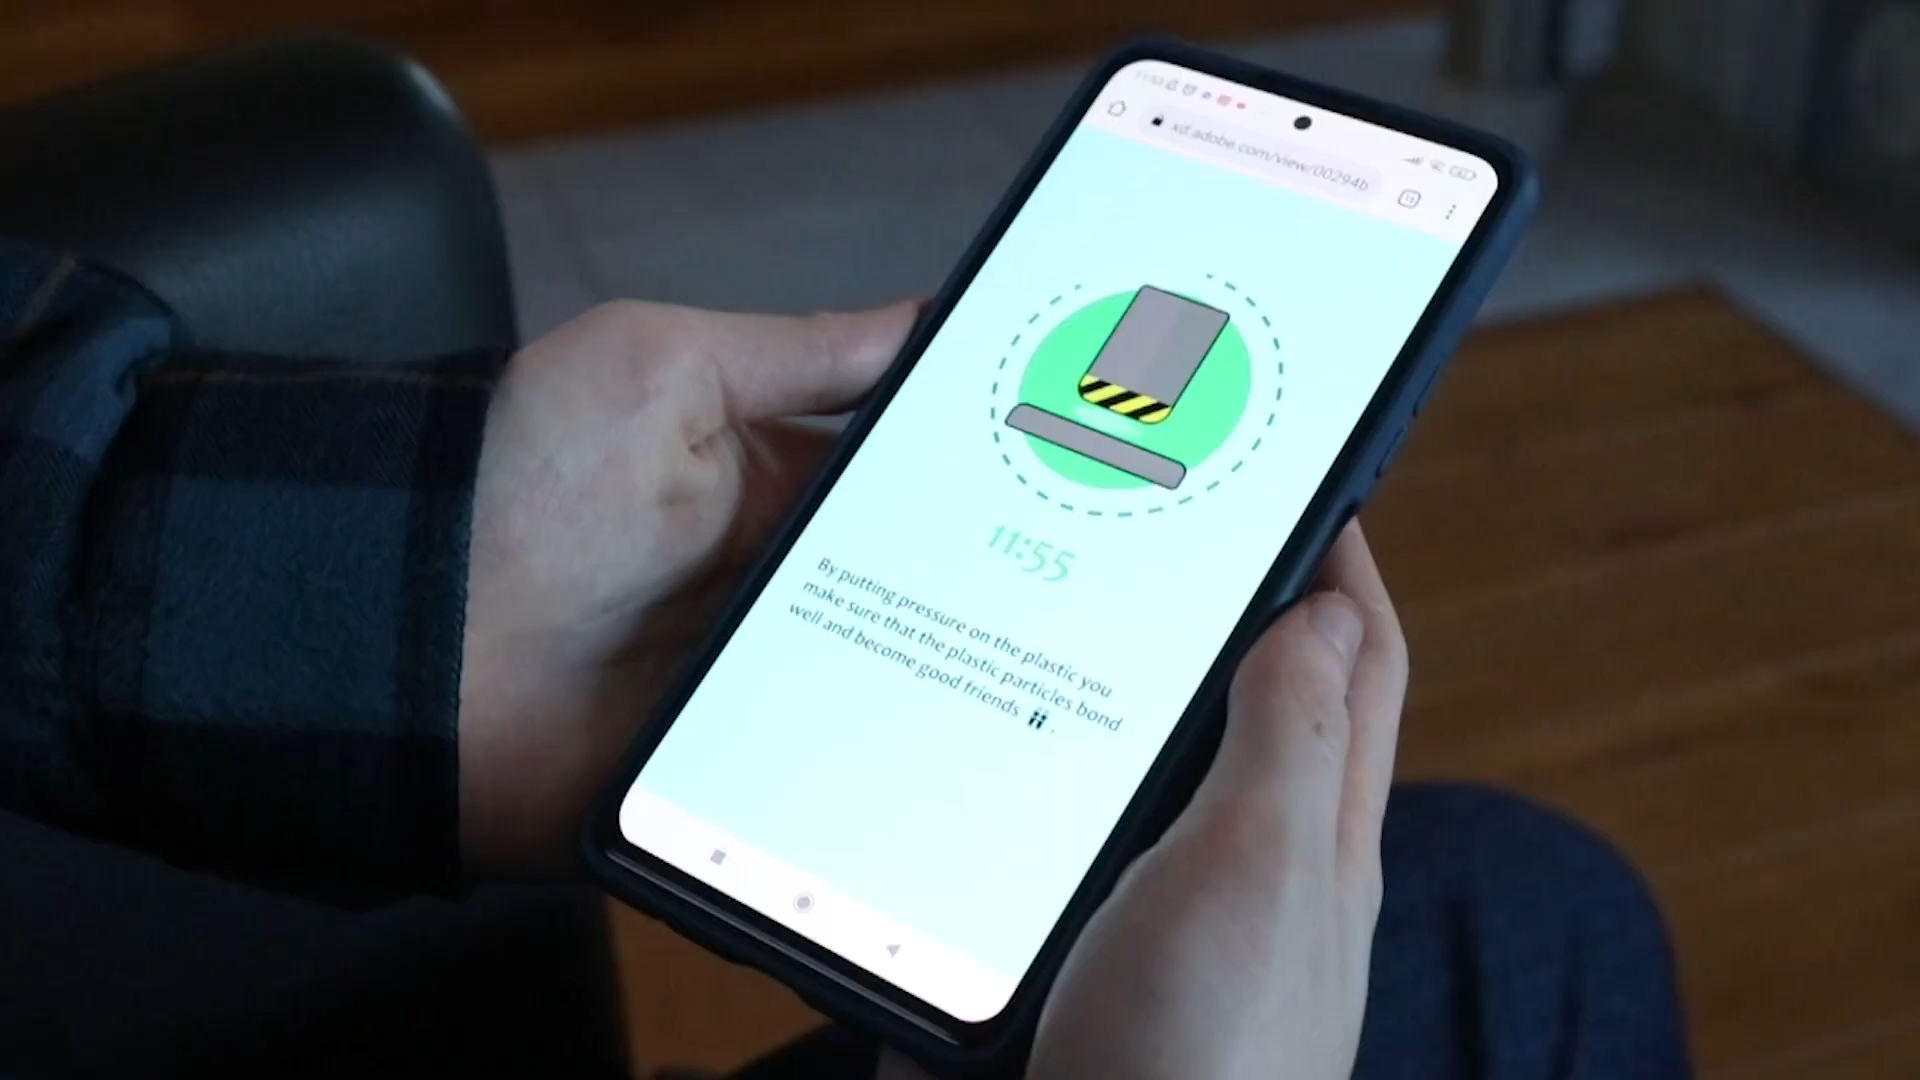 xd.adobe.com/view/00294b
11:55
By putting pressure on the plastic you
make sure that the plastic particles bond
well and become good friends 👬.